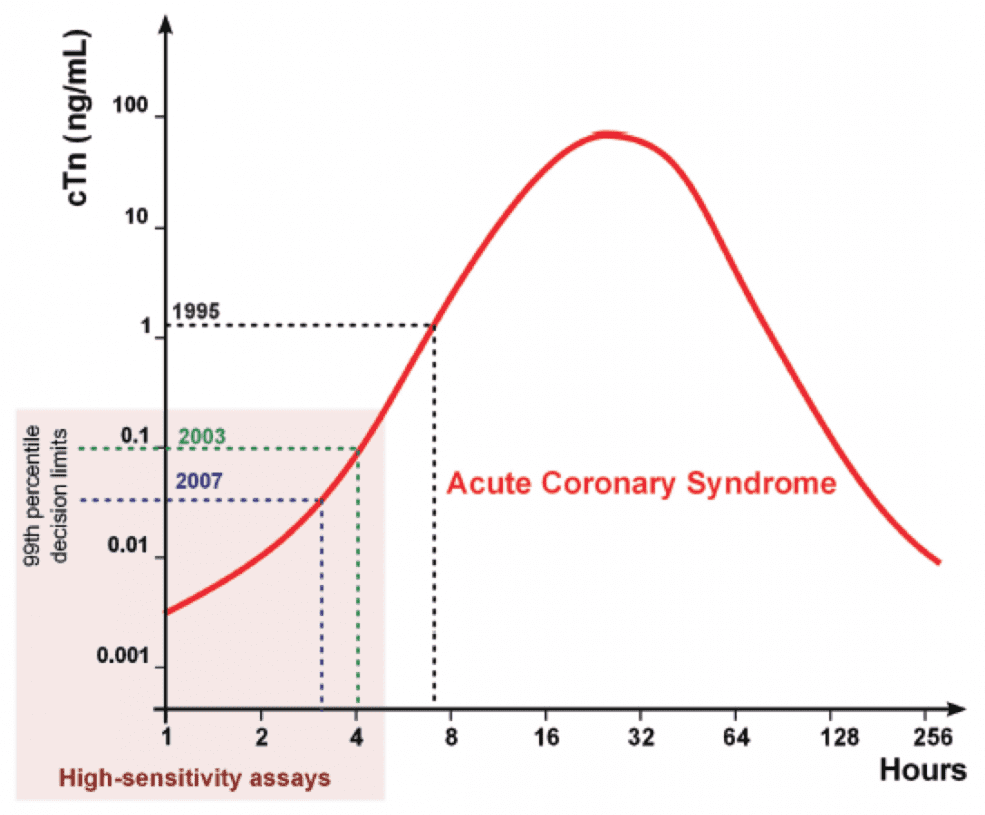 cTn (ng/mL)
100
10
1
0.1
0.01
0.001
1995
2003
2007
99th percentile
decision limits
Acute Coronary Syndrome
1 2 4 8 16 32 64 128 256
Hours
High-sensitivity assays